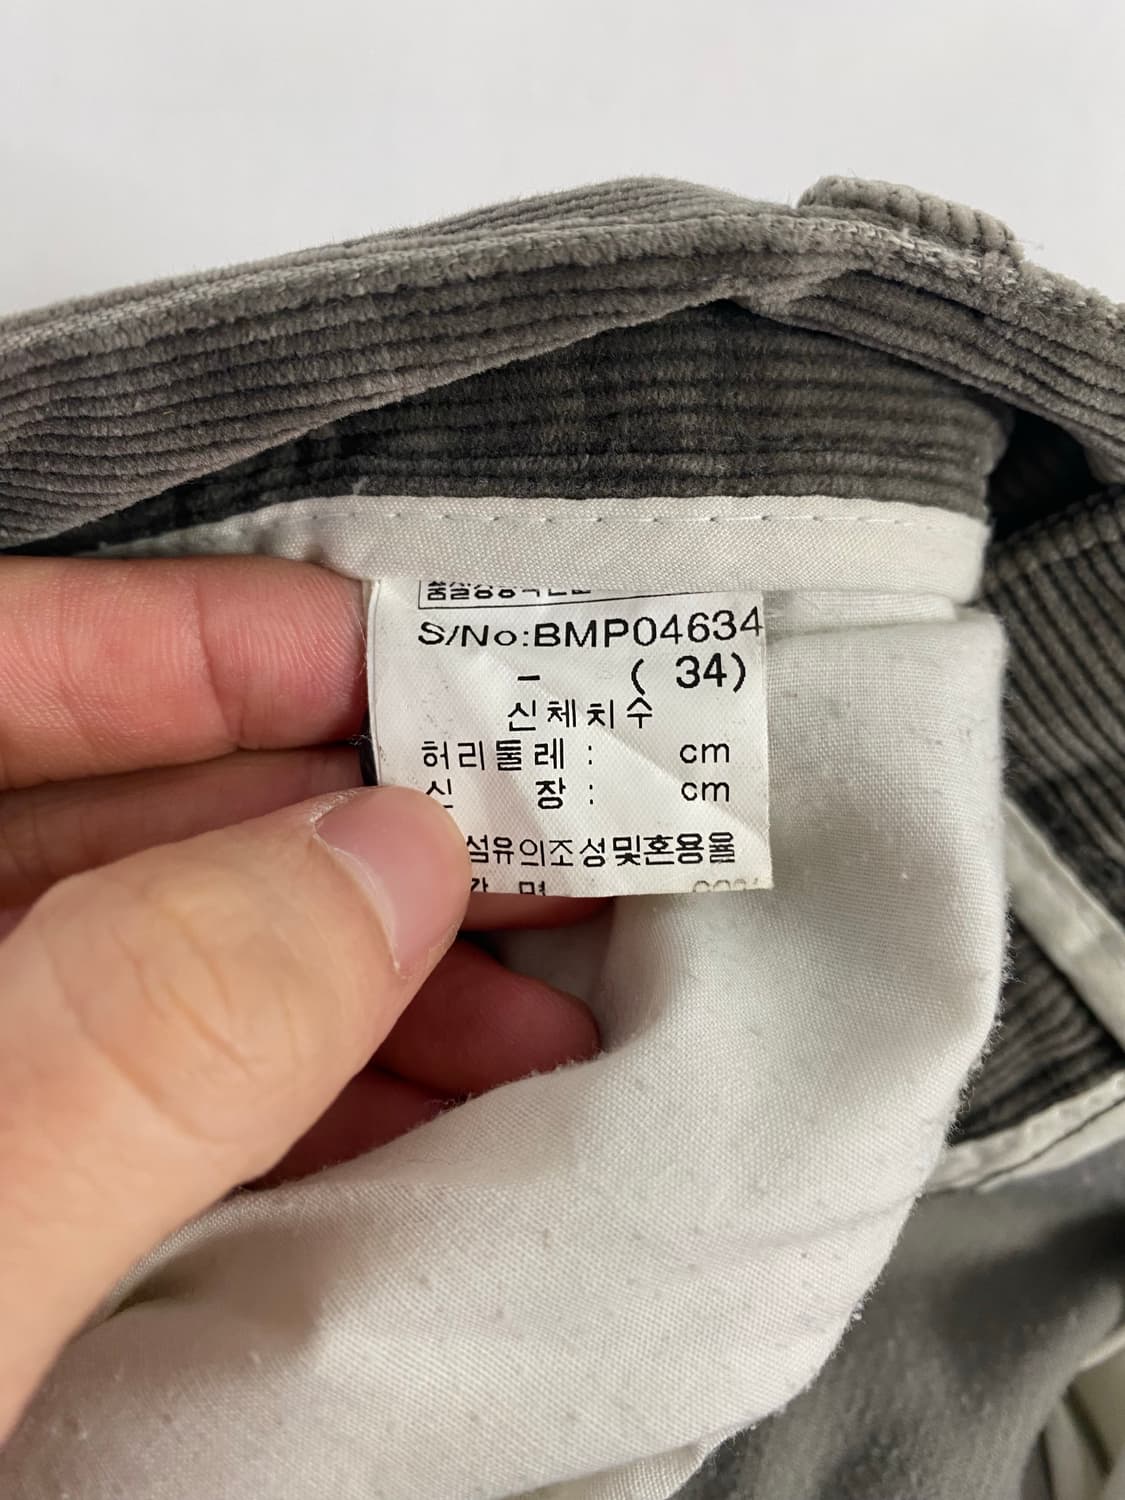 S/No:BMP04634
- ( 34)
신체치수
허리둘레 : cm
신 장 : cm
섬유의조성및혼용율